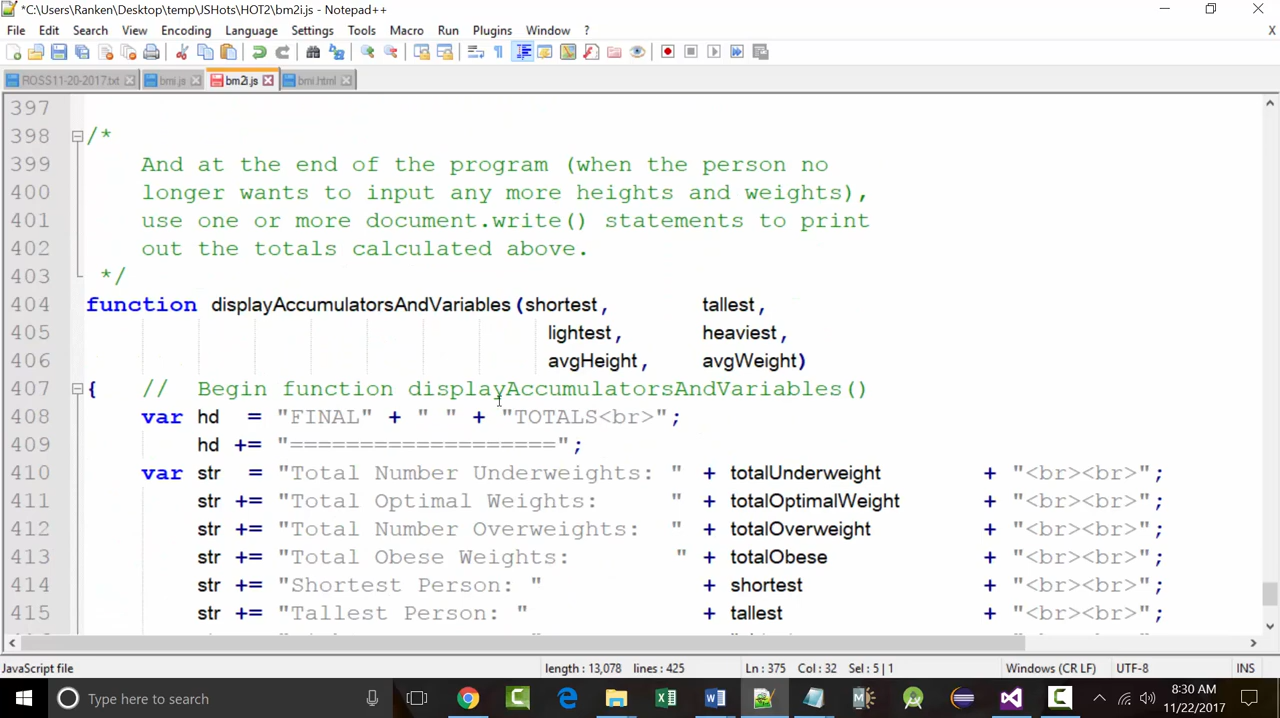 *C:\Users\Ranken\Desktop\temp\JSHots\HOT2\bm2i.js - Notepad++
File Edit Search View Encoding Language Settings Tools Macro Run Plugins Window ?
ROSS11-20-2017.txt bmi.js bm2i.js bmi.html
397
398 /*
399 And at the end of the program (when the person no
400 longer wants to input any more heights and weights),
401 use one or more document.write() statements to print
402 out the totals calculated above.
403 */
404 function displayAccumulatorsAndVariables(shortest, tallest,
405 lightest, heaviest,
406 avgHeight, avgWeight)
407 { // Begin function displayAccumulatorsAndVariables()
408 var hd = "FINAL" + " " + "TOTALS<br>";
409 hd += "===================";
410 var str = "Total Number Underweights: " + totalUnderweight + "<br><br>";
411 str += "Total Optimal Weights: " + totalOptimalWeight + "<br><br>";
412 str += "Total Number Overweights: " + totalOverweight + "<br><br>";
413 str += "Total Obese Weights: " + totalObese + "<br><br>";
414 str += "Shortest Person: " + shortest + "<br><br>";
415 str += "Tallest Person: " + tallest + "<br><br>";
JavaScript file length : 13,078 lines : 425 Ln : 375 Col : 32 Sel : 5 | 1 Windows (CR LF) UTF-8 INS
Type here to search
8:30 AM
11/22/2017